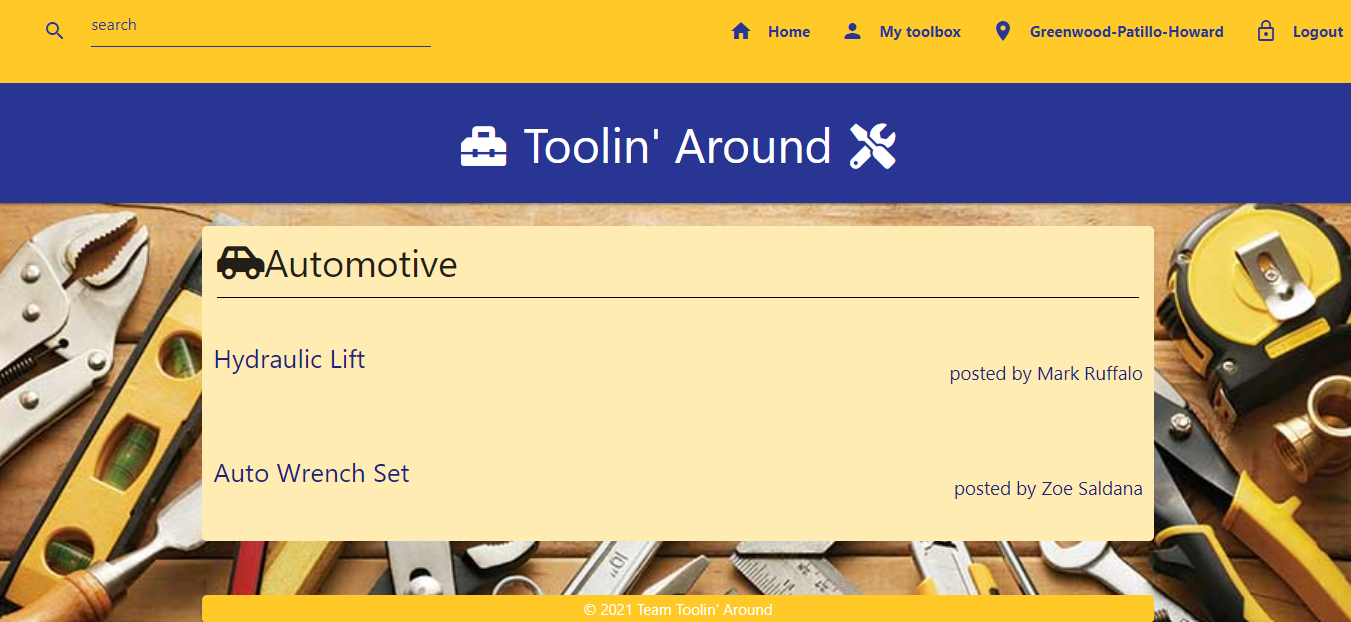 search
Home
My toolbox
Greenwood-Patillo-Howard
Logout
Toolin' Around
Automotive
Hydraulic Lift
posted by Mark Ruffalo
Auto Wrench Set
posted by Zoe Saldana
10"
© 2021 Team Toolin' Around